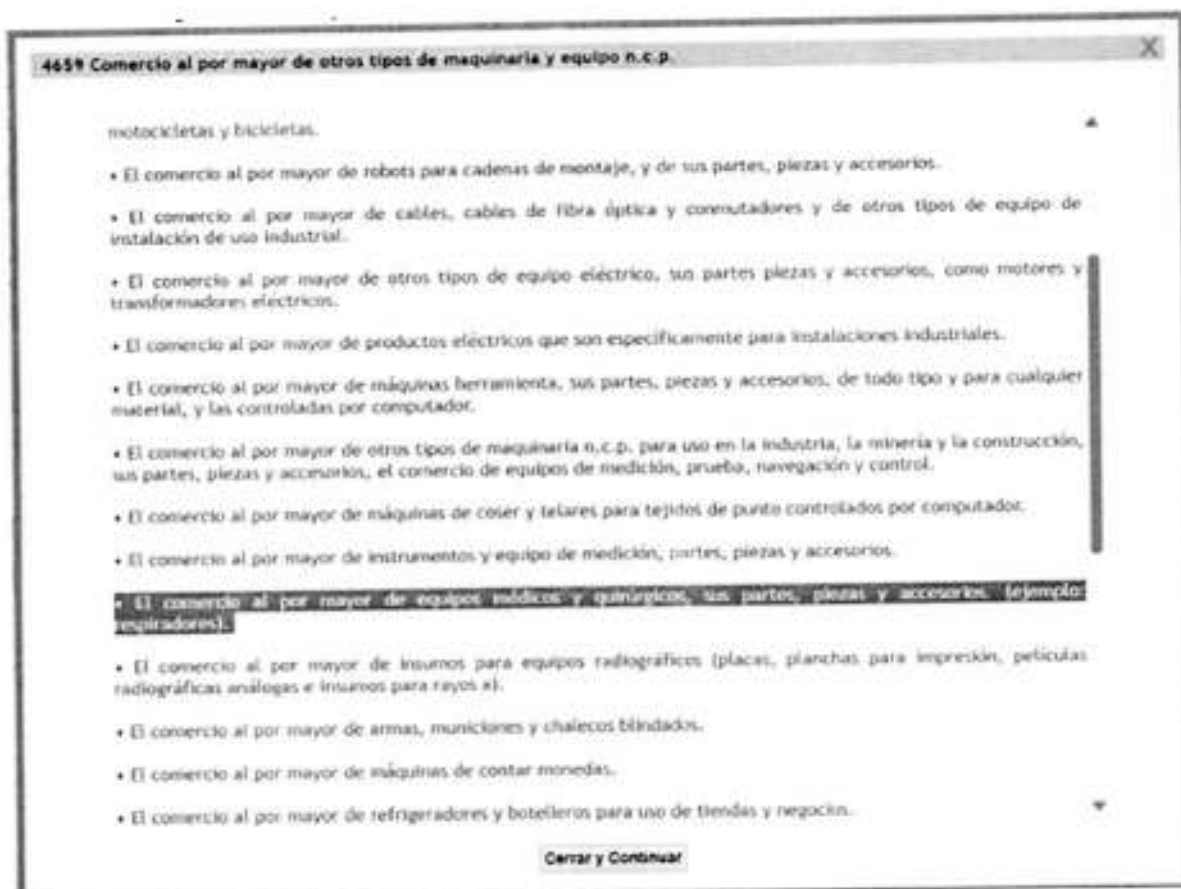 4659 Comercio al por mayor de otros tipos de maquinaria y equipo n.c.p.
X
motocicletas y bicicletas.
• El comercio al por mayor de robots para cadenas de montaje, y de sus partes, piezas y accesorios.
• El comercio al por mayor de cables, cables de fibra óptica y conmutadores y de otros tipos de equipo de
instalación de uso industrial.
• El comercio al por mayor de otros tipos de equipo eléctrico, sus partes piezas y accesorios, como motores y
transformadores eléctricos.
• El comercio al por mayor de productos eléctricos que son específicamente para instalaciones industriales.
• El comercio al por mayor de máquinas herramienta, sus partes, piezas y accesorios, de todo tipo y para cualquier
material, y las controladas por computador.
• El comercio al por mayor de otros tipos de maquinaria n.c.p. para uso en la industria, la minería y la construcción,
sus partes, piezas y accesorios, el comercio de equipos de medición, prueba, navegación y control.
• El comercio al por mayor de máquinas de coser y telares para tejidos de punto controlados por computador.
• El comercio al por mayor de instrumentos y equipo de medición, partes, piezas y accesorios.
• El comercio al por mayor de equipos médicos y quirúrgicos, sus partes, piezas y accesorios. (ejemplo:
respiradores).
• El comercio al por mayor de insumos para equipos radiográficos (placas, planchas para impresión, películas
radiográficas análogas e insumos para rayos x).
• El comercio al por mayor de armas, municiones y chalecos blindados.
• El comercio al por mayor de máquinas de contar monedas.
• El comercio al por mayor de refrigeradores y botelleros para uso de tiendas y negocios.
Cerrar y Continuar